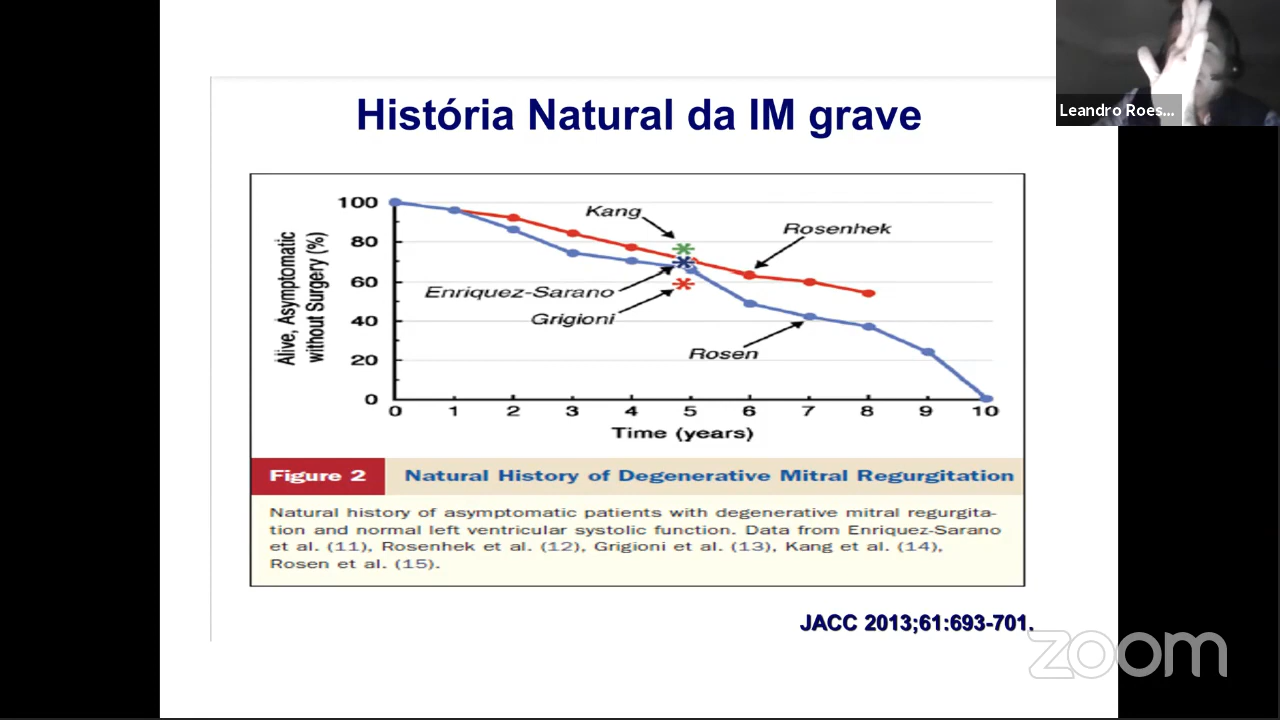 História Natural da IM grave
Leandro Roes...
Alive, Asymptomatic
without Surgery (%)
100
80
60
40
20
0
Kang
Rosenhek
Enriquez-Sarano
Grigioni
Rosen
0 1 2 3 4 5 6 7 8 9 10
Time (years)
Figure 2 Natural History of Degenerative Mitral Regurgitation
Natural history of asymptomatic patients with degenerative mitral regurgita-
tion and normal left ventricular systolic function. Data from Enriquez-Sarano
et al. (11), Rosenhek et al. (12), Grigioni et al. (13), Kang et al. (14),
Rosen et al. (15).
JACC 2013;61:693-701.
zoom